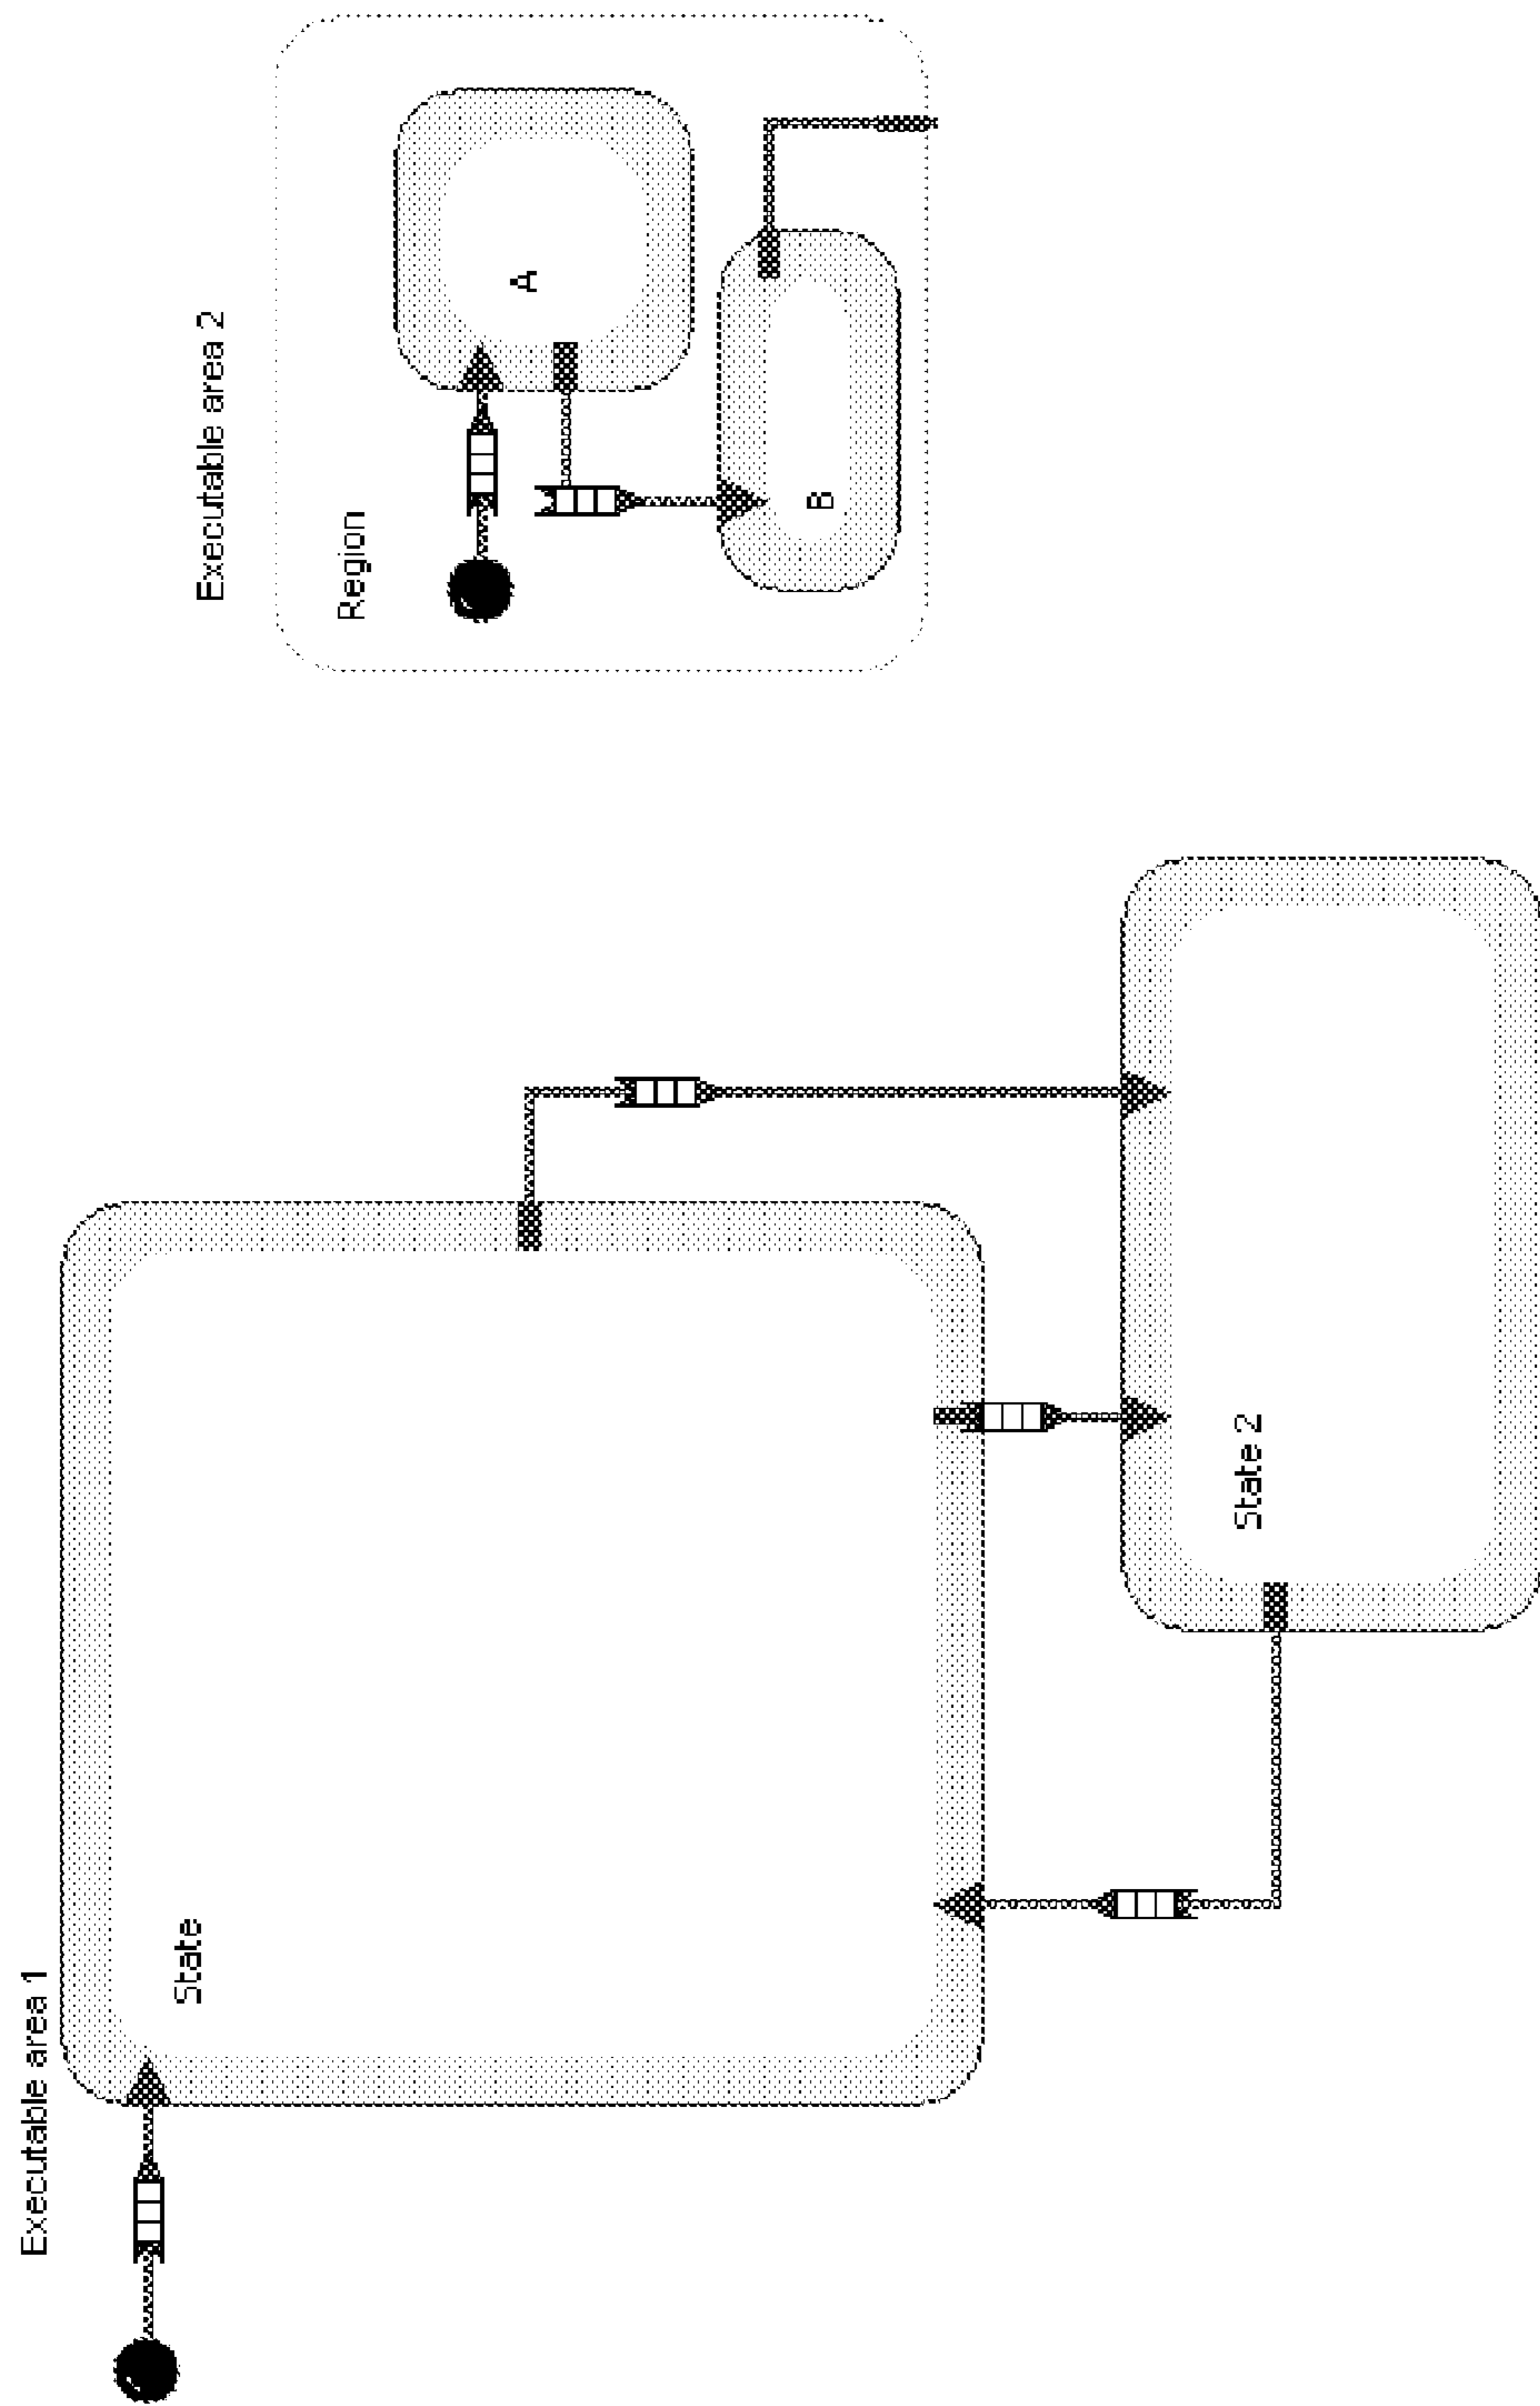 Executable area 1
State
State 2
Executable area 2
Region
A
B